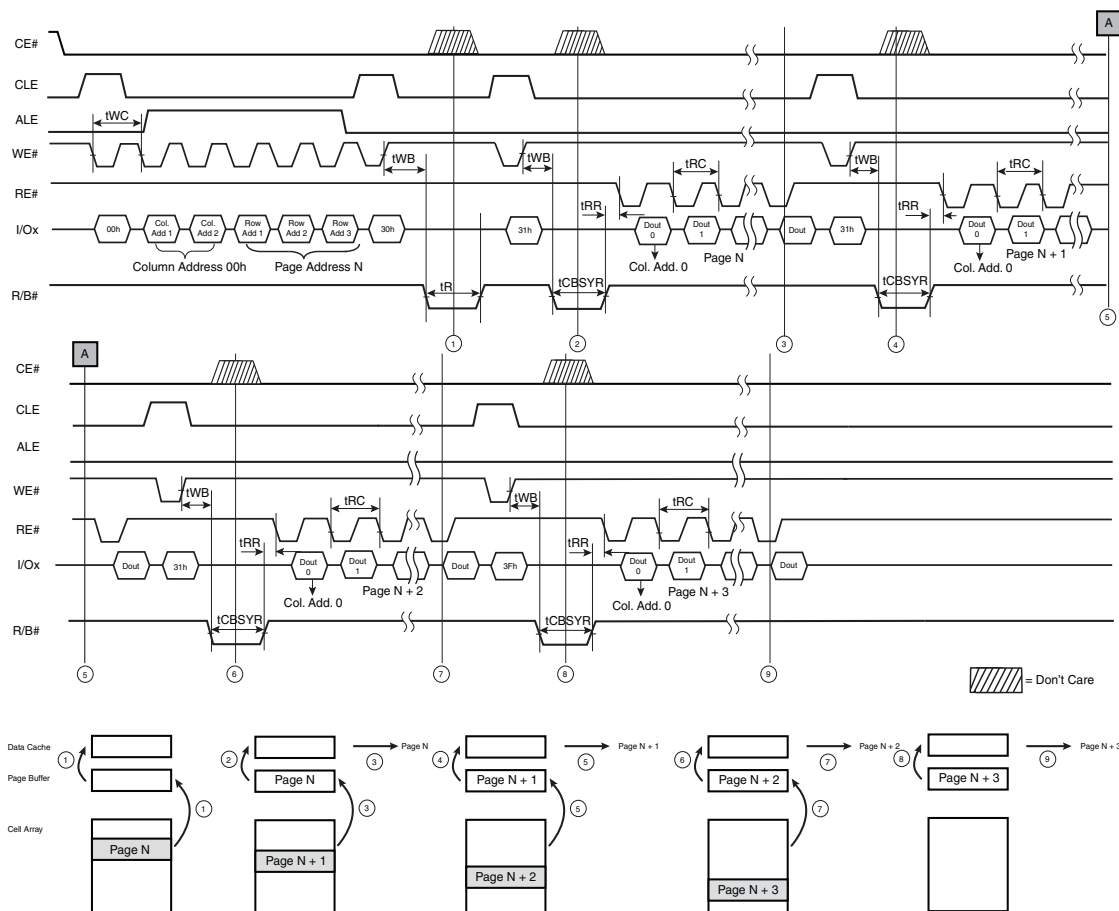 A
CE#
CLE
tWC
ALE
WE#
tWB
tWB
tRC
tWB
tRC
RE#
tRR
tRR
I/Ox
00h
Col. Add 1
Col. Add 2
Row Add 1
Row Add 2
Row Add 3
30h
31h
Dout 0
Dout 1
Dout
31h
Dout 0
Dout 1
Column Address 00h
Page Address N
Col. Add. 0
Page N
Col. Add. 0
Page N + 1
R/B#
tR
tCBSYR
tCBSYR
1
2
3
4
5
A
CE#
CLE
ALE
WE#
tWB
tRC
tWB
tRC
RE#
tRR
tRR
I/Ox
Dout
31h
Dout 0
Dout 1
Dout
3Fh
Dout 0
Dout 1
Dout
Col. Add. 0
Page N + 2
Col. Add. 0
Page N + 3
R/B#
tCBSYR
tCBSYR
5
6
7
8
9
= Don't Care
Data Cache
1
2
3
Page N
4
5
Page N + 1
6
7
Page N + 2
8
9
Page N + 3
Page Buffer
Page N
Page N + 1
Page N + 2
Page N + 3
1
3
5
7
Cell Array
Page N
Page N + 1
Page N + 2
Page N + 3